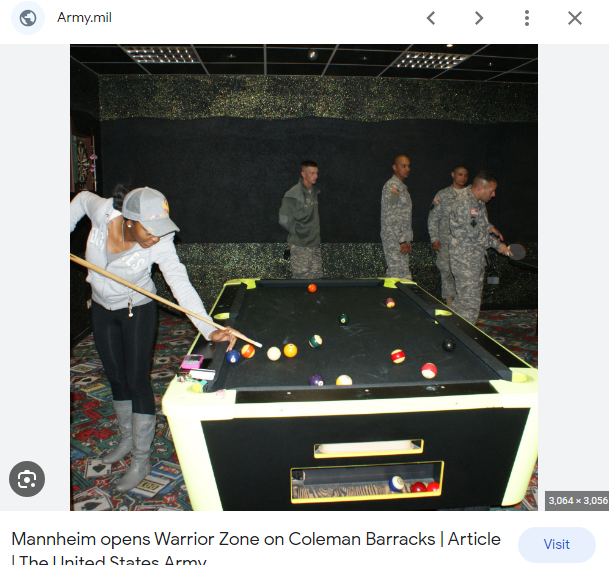 Army.mil
3,064 × 3,056
Mannheim opens Warrior Zone on Coleman Barracks | Article
| The United States Army
Visit